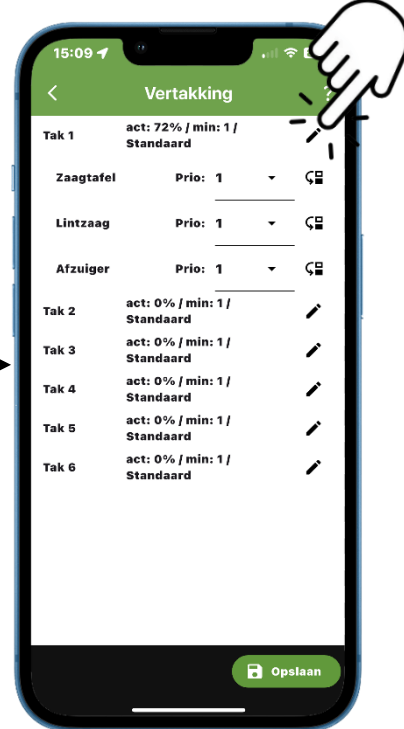 15:09
Vertakking
Tak 1
act: 72% / min: 1 /
Standaard
Zaagtafel Prio: 1
Lintzaag Prio: 1
Afzuiger Prio: 1
Tak 2
act: 0% / min: 1 /
Standaard
Tak 3
act: 0% / min: 1 /
Standaard
Tak 4
act: 0% / min: 1 /
Standaard
Tak 5
act: 0% / min: 1 /
Standaard
Tak 6
act: 0% / min: 1 /
Standaard
Opslaan